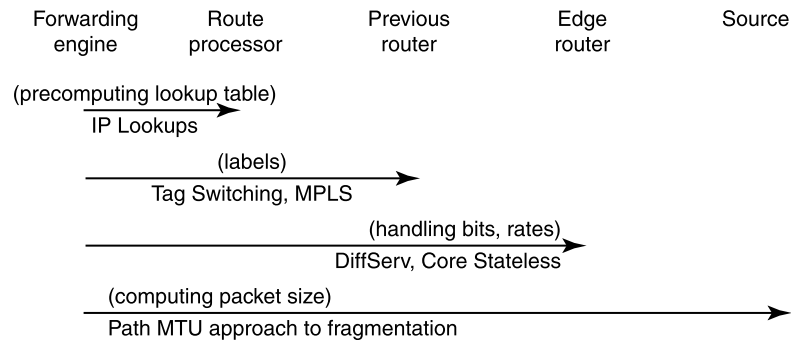 Forwarding engine
Route processor
Previous router
Edge router
Source
(precomputing lookup table)
IP Lookups
(labels)
Tag Switching, MPLS
(handling bits, rates)
DiffServ, Core Stateless
(computing packet size)
Path MTU approach to fragmentation